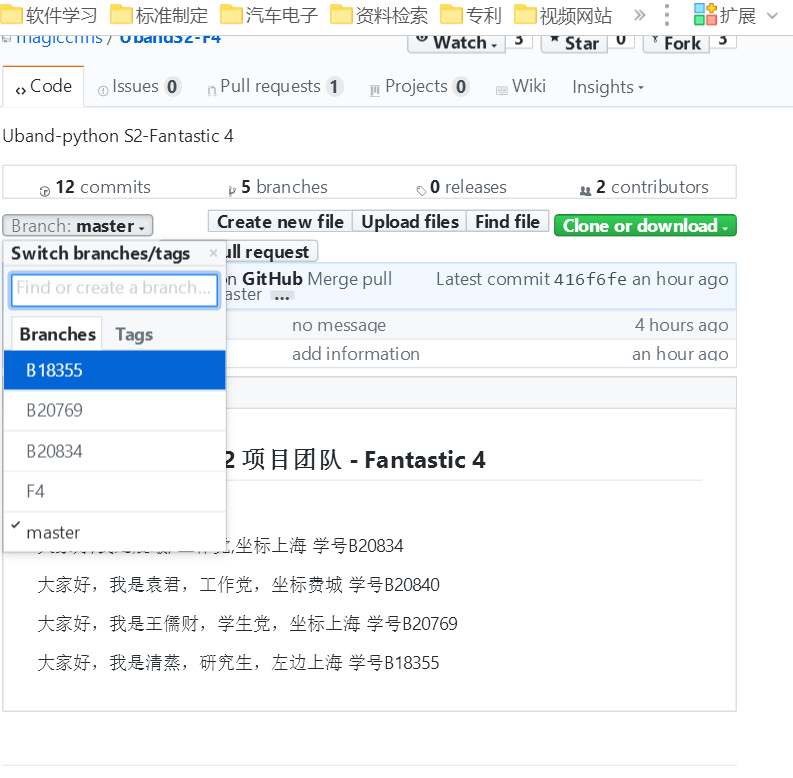 软件学习 标准制定 汽车电子 资料检索 专利 视频网站 » 扩展
magicchns / UbandS2-F4 Watch 3 Star 0 Fork 3
Code Issues 0 Pull requests 1 Projects 0 Wiki Insights
Uband-python S2-Fantastic 4
12 commits 5 branches 0 releases 2 contributors
Branch: master Create new file Upload files Find file Clone or download
Switch branches/tags × ull request
Find or create a branch...
on GitHub Merge pull Latest commit 416f6fe an hour ago
aster ...
Branches Tags
no message 4 hours ago
add information an hour ago
B18355
B20769
B20834
F4
master
2 项目团队 - Fantastic 4
坐标上海 学号B20834
大家好，我是袁君，工作党，坐标费城 学号B20840
大家好，我是王儒财，学生党，坐标上海 学号B20769
大家好，我是清蒸，研究生，左边上海 学号B18355